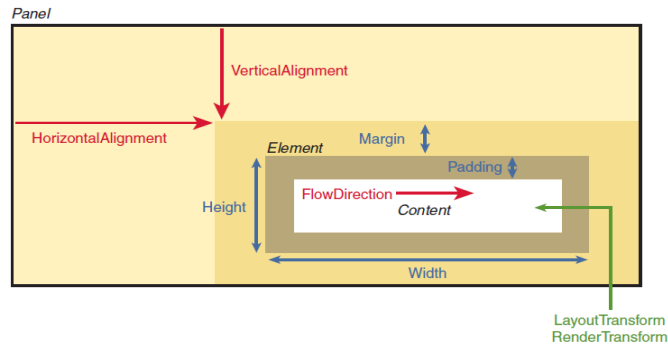 Panel
VerticalAlignment
HorizontalAlignment
Margin
Element
Padding
FlowDirection
Height
Content
Width
LayoutTransform
RenderTransform